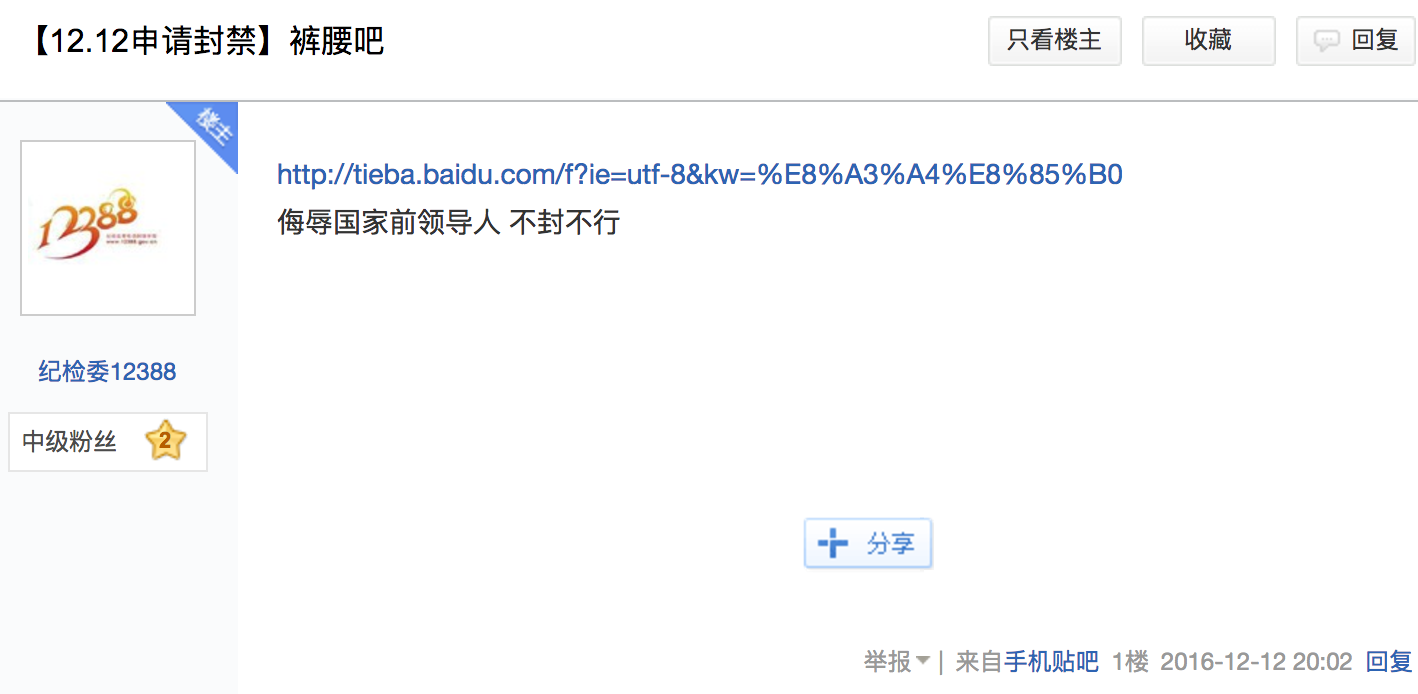 【12.12申请封禁】裤腰吧
只看楼主
收藏
回复
楼主
12388
纪检委12388
中级粉丝 2
http://tieba.baidu.com/f?ie=utf-8&kw=%E8%A3%A4%E8%85%B0
侮辱国家前领导人 不封不行
分享
举报 | 来自手机贴吧 1楼 2016-12-12 20:02 回复